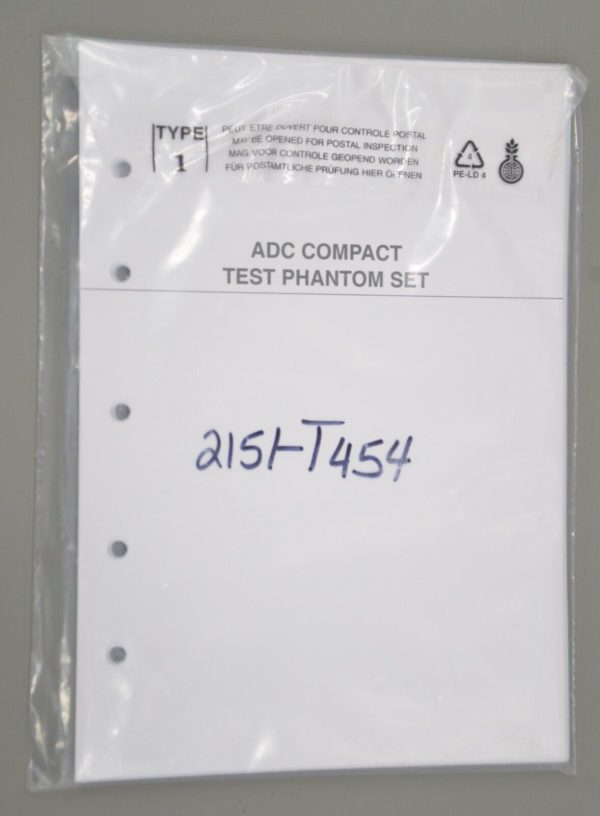 TYPE
1
PEUT ETRE OUVERT POUR CONTROLE POSTAL
MAY BE OPENED FOR POSTAL INSPECTION
MAG VOOR CONTROLE GEOPEND WORDEN
FÜR POSTAMTLICHE PRÜFUNG HIER ÖFFNEN
4
PE-LD 4
ADC COMPACT
TEST PHANTOM SET
2151-T454